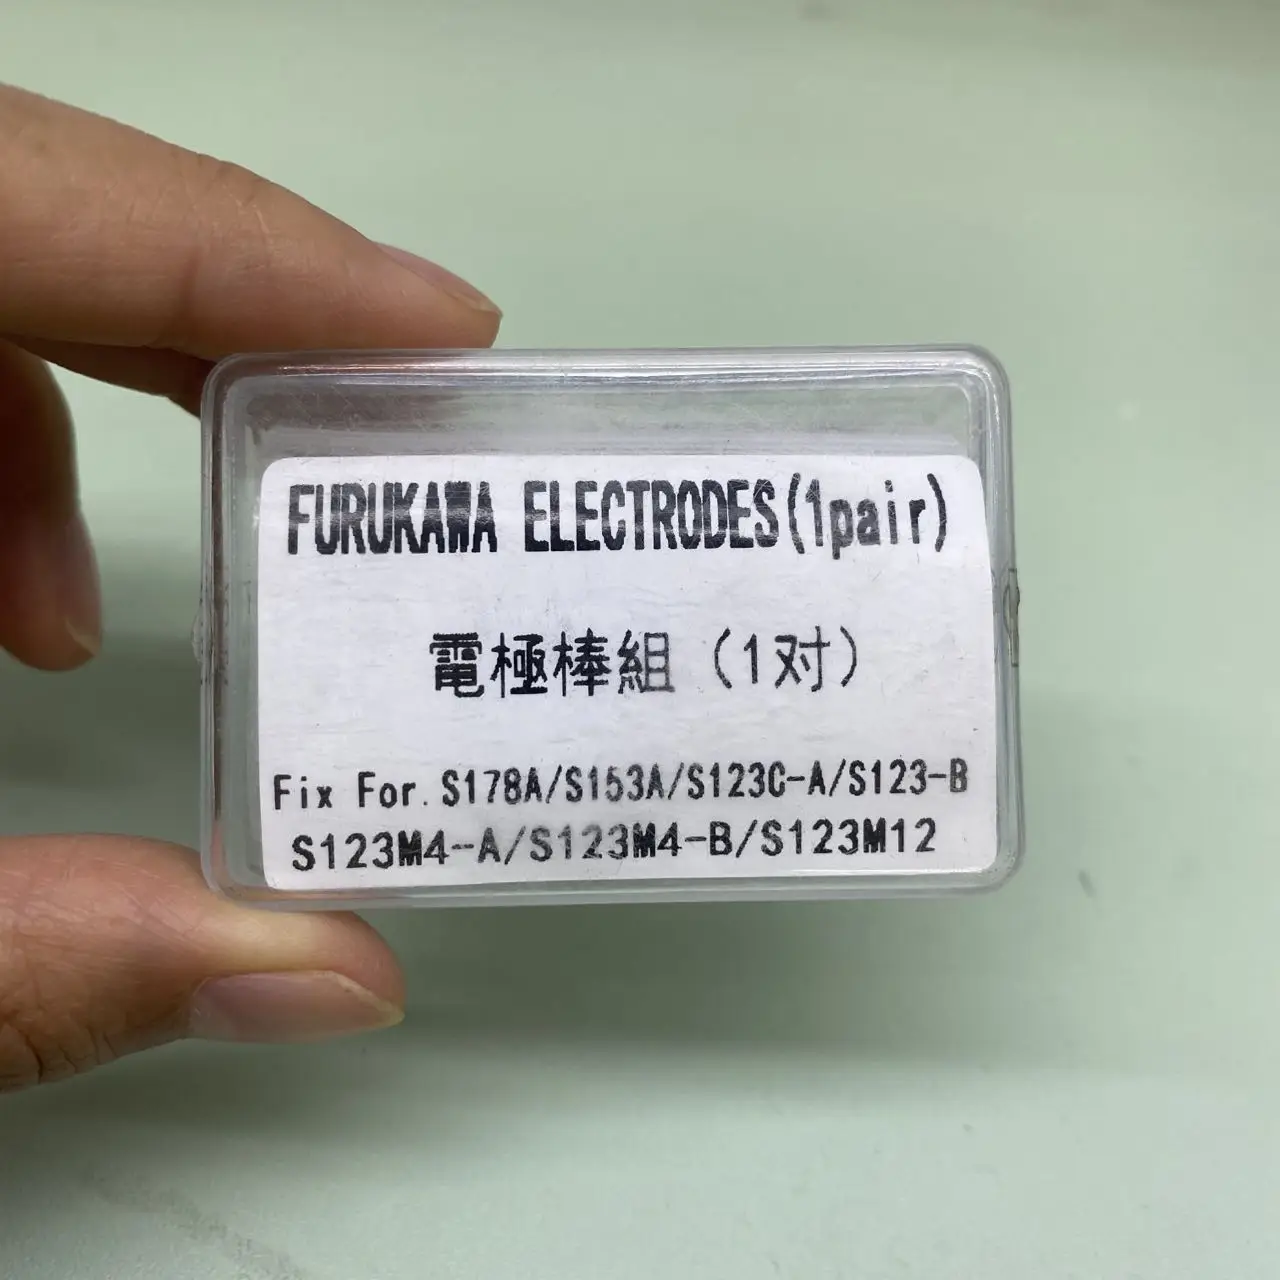 FURUKAWA ELECTRODES(1pair)
電極棒組（1对）
Fix For. S178A/S153A/S123C-A/S123-B
S123M4-A/S123M4-B/S123M12